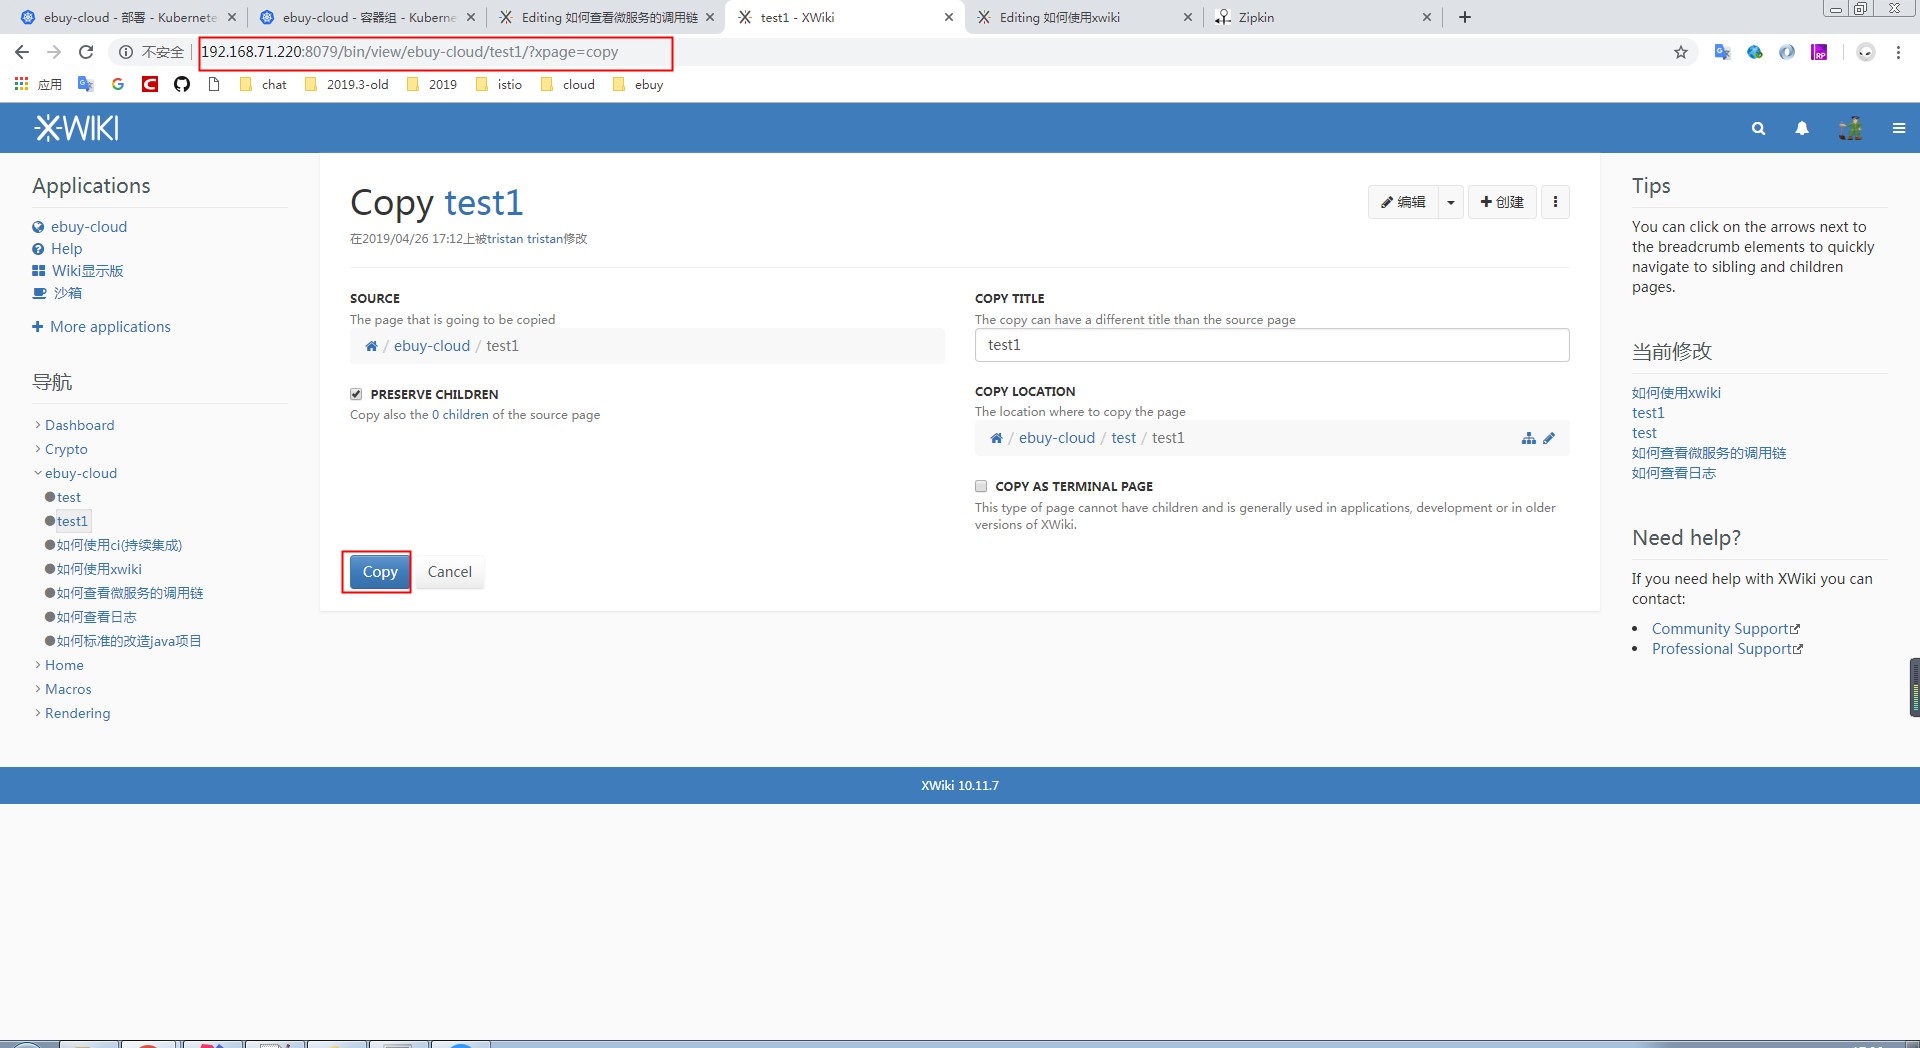 ebuy-cloud - 部署 - Kubernete
ebuy-cloud - 容器组 - Kuberne
Editing 如何查看微服务的调用链
test1 - XWiki
Editing 如何使用xwiki
Zipkin
不安全
192.168.71.220:8079/bin/view/ebuy-cloud/test1/?xpage=copy
应用
chat
2019.3-old
2019
istio
cloud
ebuy
XWIKI
Applications
ebuy-cloud
Help
Wiki显示版
沙箱
More applications
导航
Dashboard
Crypto
ebuy-cloud
test
test1
如何使用ci(持续集成)
如何使用xwiki
如何查看微服务的调用链
如何查看日志
如何标准的改造java项目
Home
Macros
Rendering
Copy test1
编辑
创建
在2019/04/26 17:12上被tristan tristan修改
SOURCE
The page that is going to be copied
/ ebuy-cloud / test1
PRESERVE CHILDREN
Copy also the 0 children of the source page
COPY TITLE
The copy can have a different title than the source page
test1
COPY LOCATION
The location where to copy the page
/ ebuy-cloud / test / test1
COPY AS TERMINAL PAGE
This type of page cannot have children and is generally used in applications, development or in older
versions of XWiki.
Copy
Cancel
Tips
You can click on the arrows next to
the breadcrumb elements to quickly
navigate to sibling and children
pages.
当前修改
如何使用xwiki
test1
test
如何查看微服务的调用链
如何查看日志
Need help?
If you need help with XWiki you can
contact:
Community Support
Professional Support
XWiki 10.11.7